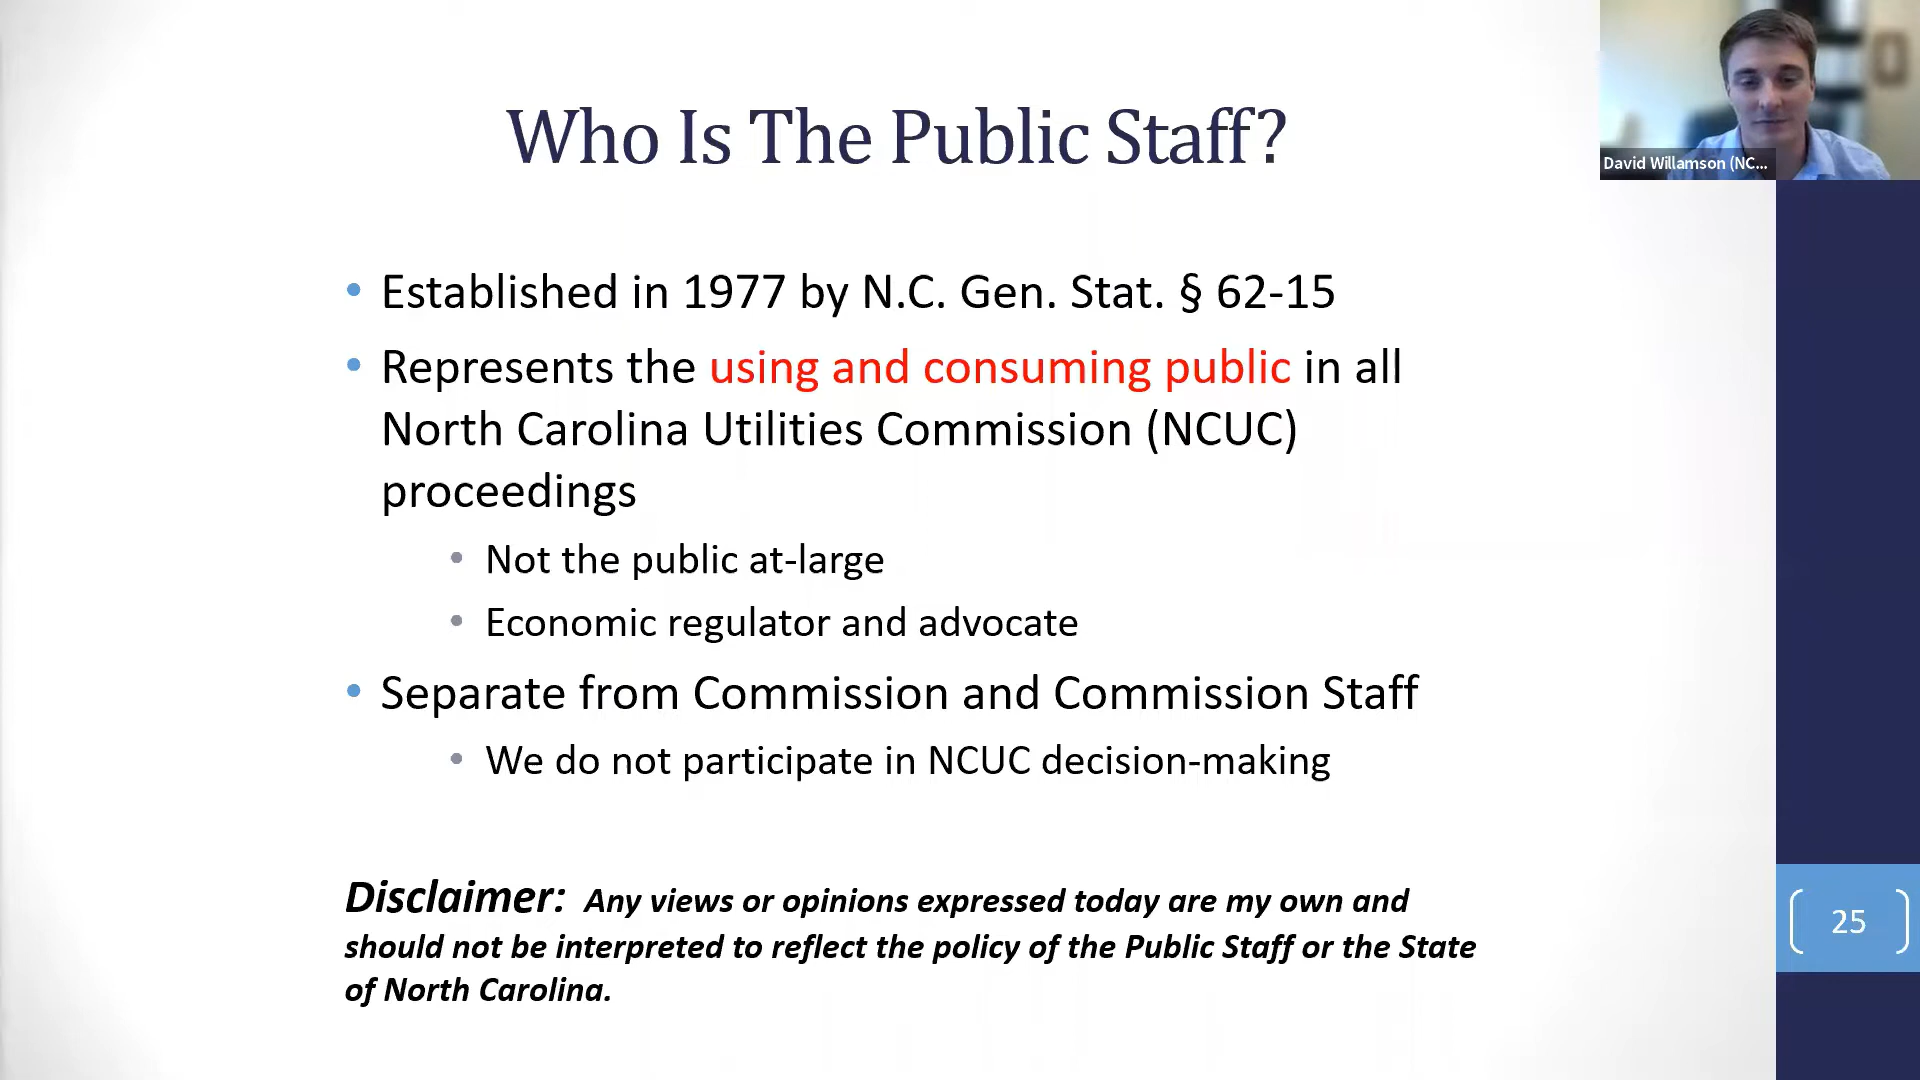 Who Is The Public Staff?
David Willamson (NC...
• Established in 1977 by N.C. Gen. Stat. § 62-15
• Represents the using and consuming public in all
North Carolina Utilities Commission (NCUC)
proceedings
• Not the public at-large
• Economic regulator and advocate
• Separate from Commission and Commission Staff
• We do not participate in NCUC decision-making
Disclaimer: Any views or opinions expressed today are my own and
should not be interpreted to reflect the policy of the Public Staff or the State
of North Carolina.
25